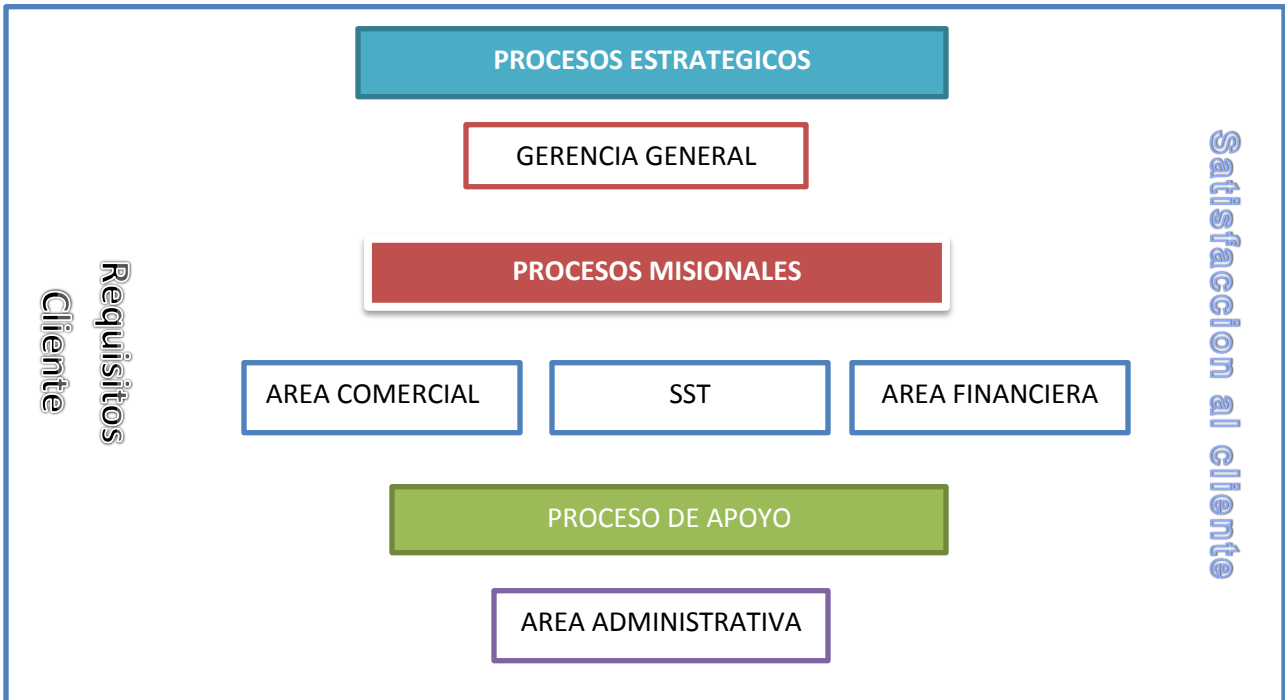 PROCESOS ESTRATEGICOS
GERENCIA GENERAL
PROCESOS MISIONALES
Requisitos
Cliente
AREA COMERCIAL
SST
AREA FINANCIERA
PROCESO DE APOYO
AREA ADMINISTRATIVA
Satisfaccion al cliente